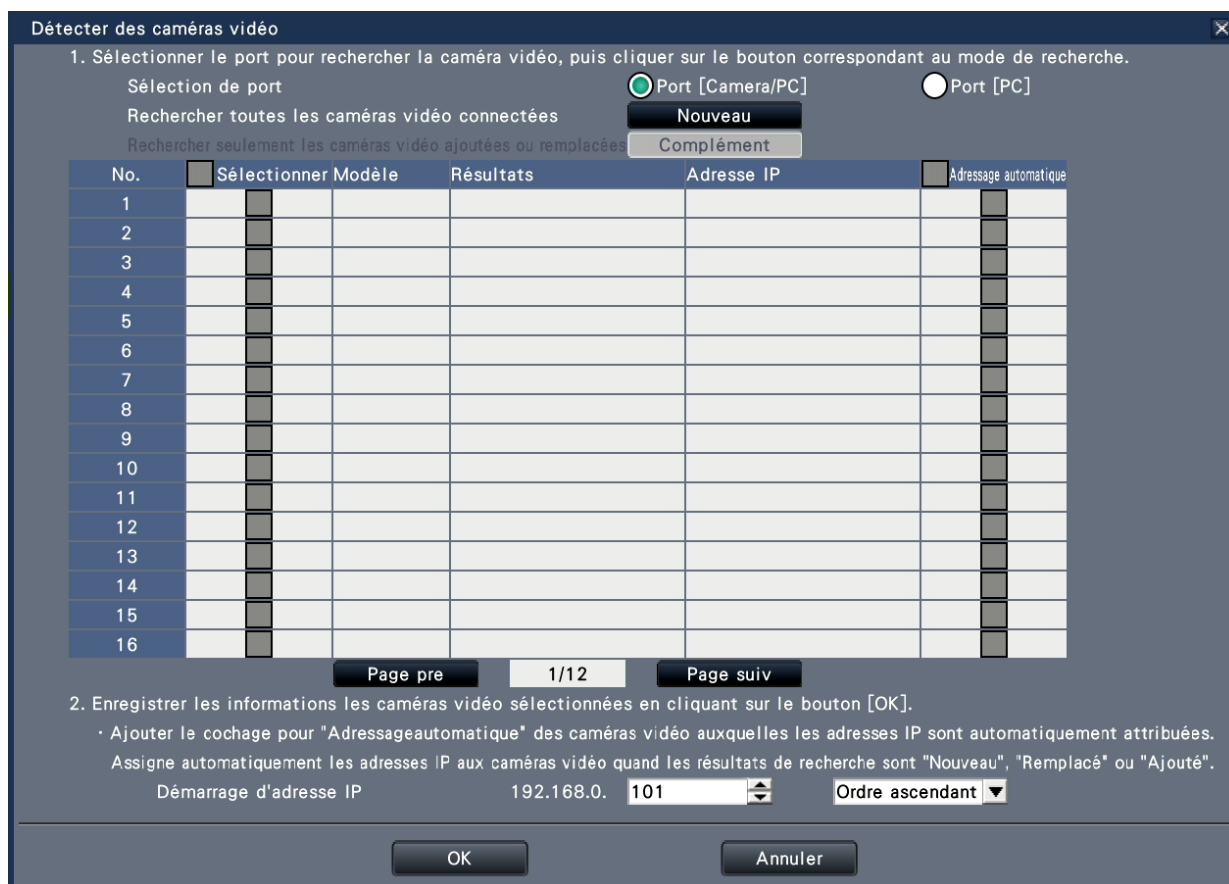 Détecter des caméras vidéo
1. Sélectionner le port pour rechercher la caméra vidéo, puis cliquer sur le bouton correspondant au mode de recherche.
Sélection de port Port [Camera/PC] Port [PC]
Rechercher toutes les caméras vidéo connectées Nouveau
Rechercher seulement les caméras vidéo ajoutées ou remplacées Complément
No. Sélectionner Modèle Résultats Adresse IP Adressage automatique
1
2
3
4
5
6
7
8
9
10
11
12
13
14
15
16
Page pre 1/12 Page suiv
2. Enregistrer les informations les caméras vidéo sélectionnées en cliquant sur le bouton [OK].
・Ajouter le cochage pour "Adressageautomatique" des caméras vidéo auxquelles les adresses IP sont automatiquement attribuées.
Assigne automatiquement les adresses IP aux caméras vidéo quand les résultats de recherche sont "Nouveau", "Remplacé" ou "Ajouté".
Démarrage d'adresse IP 192.168.0. 101 Ordre ascendant
OK Annuler